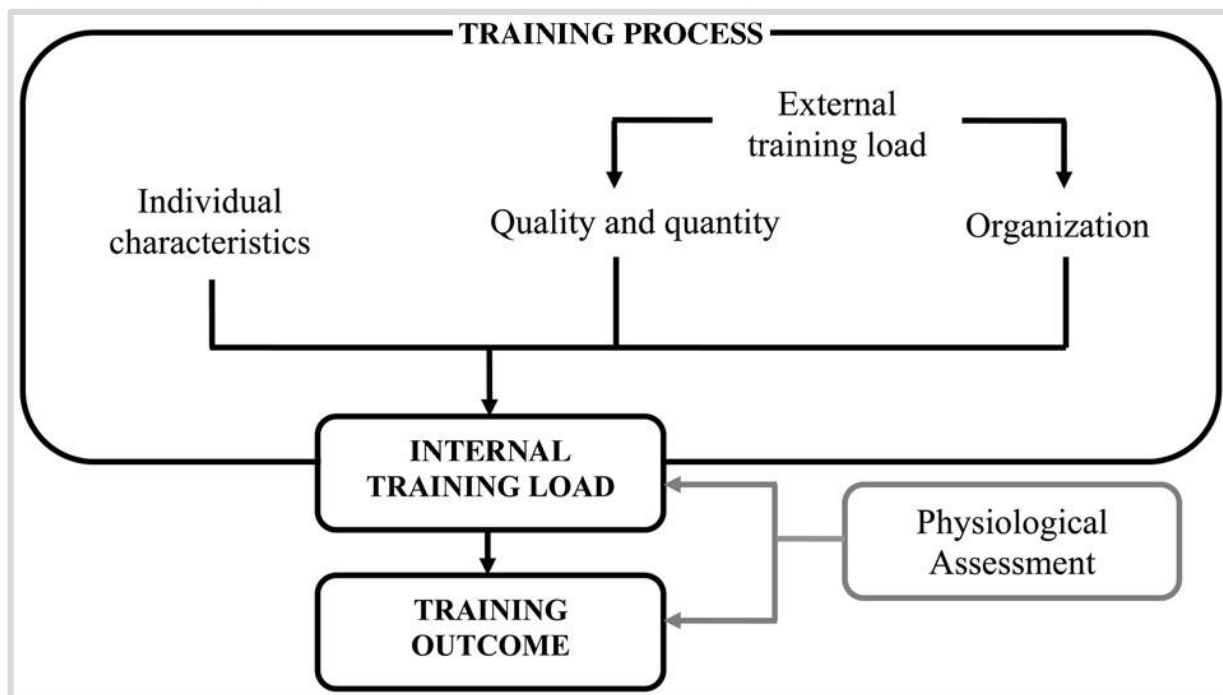 TRAINING PROCESS
External
training load
Individual
characteristics
Quality and quantity
Organization
INTERNAL
TRAINING LOAD
Physiological
Assessment
TRAINING
OUTCOME